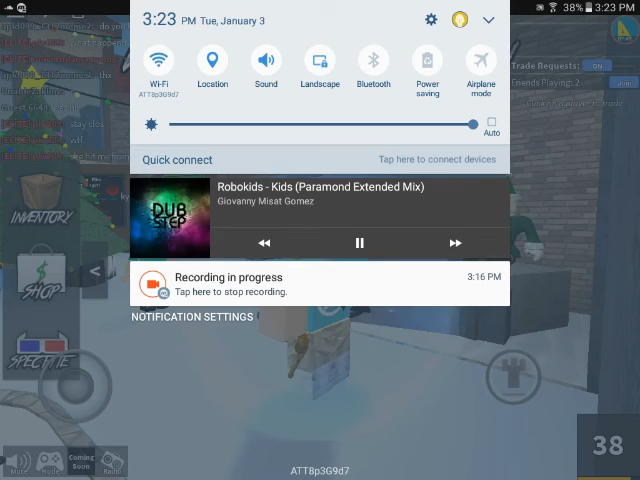 3:23 PM Tue, January 3
38% 3:23 PM
Wi-Fi
ATT8p3G9d7
Location
Sound
Landscape
Bluetooth
Power
saving
Airplane
mode
Auto
Quick connect
Tap here to connect devices
DUB
STEP
Robokids - Kids (Paramond Extended Mix)
Giovanny Misat Gomez
Recording in progress
3:16 PM
Tap here to stop recording.
NOTIFICATION SETTINGS
Trade Requests: ON
Friends Playing: 2
INVENTORY
SHOP
<
Mute
Mode
Coming
Soon
Radio
38
ATT8p3G9d7